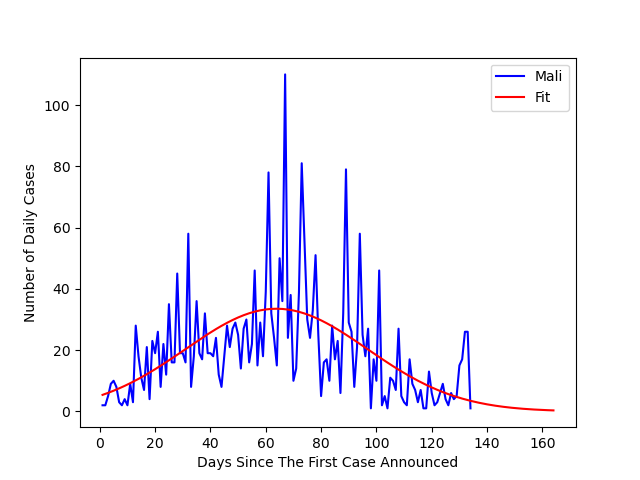 Mali
Fit
100
80
60
40
20
0
Number of Daily Cases
0 20 40 60 80 100 120 140 160
Days Since The First Case Announced